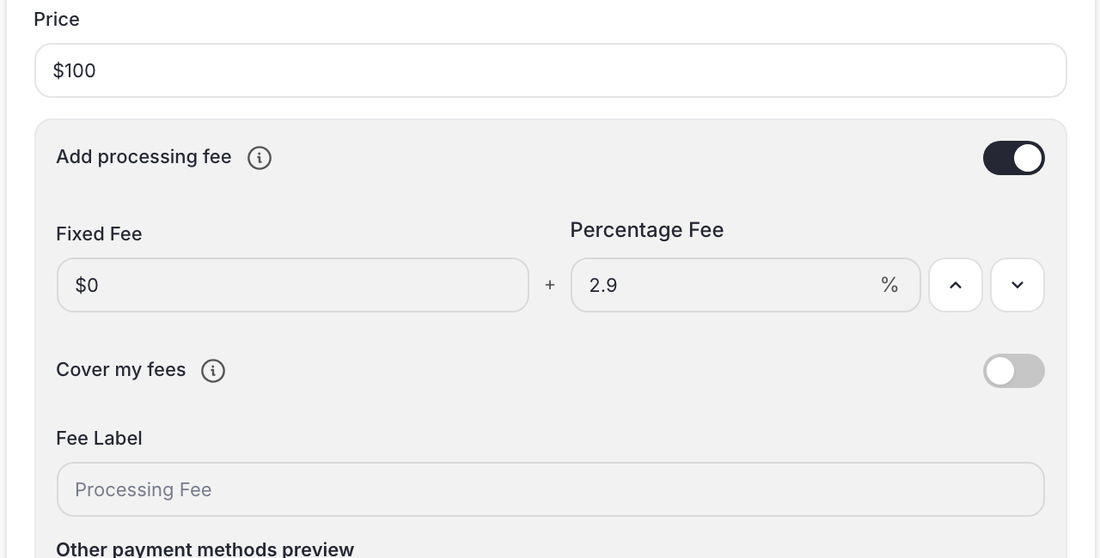 Price
$100
Add processing fee
Fixed Fee
Percentage Fee
$0
+
2.9
%
Cover my fees
Fee Label
Processing Fee
Other payment methods preview